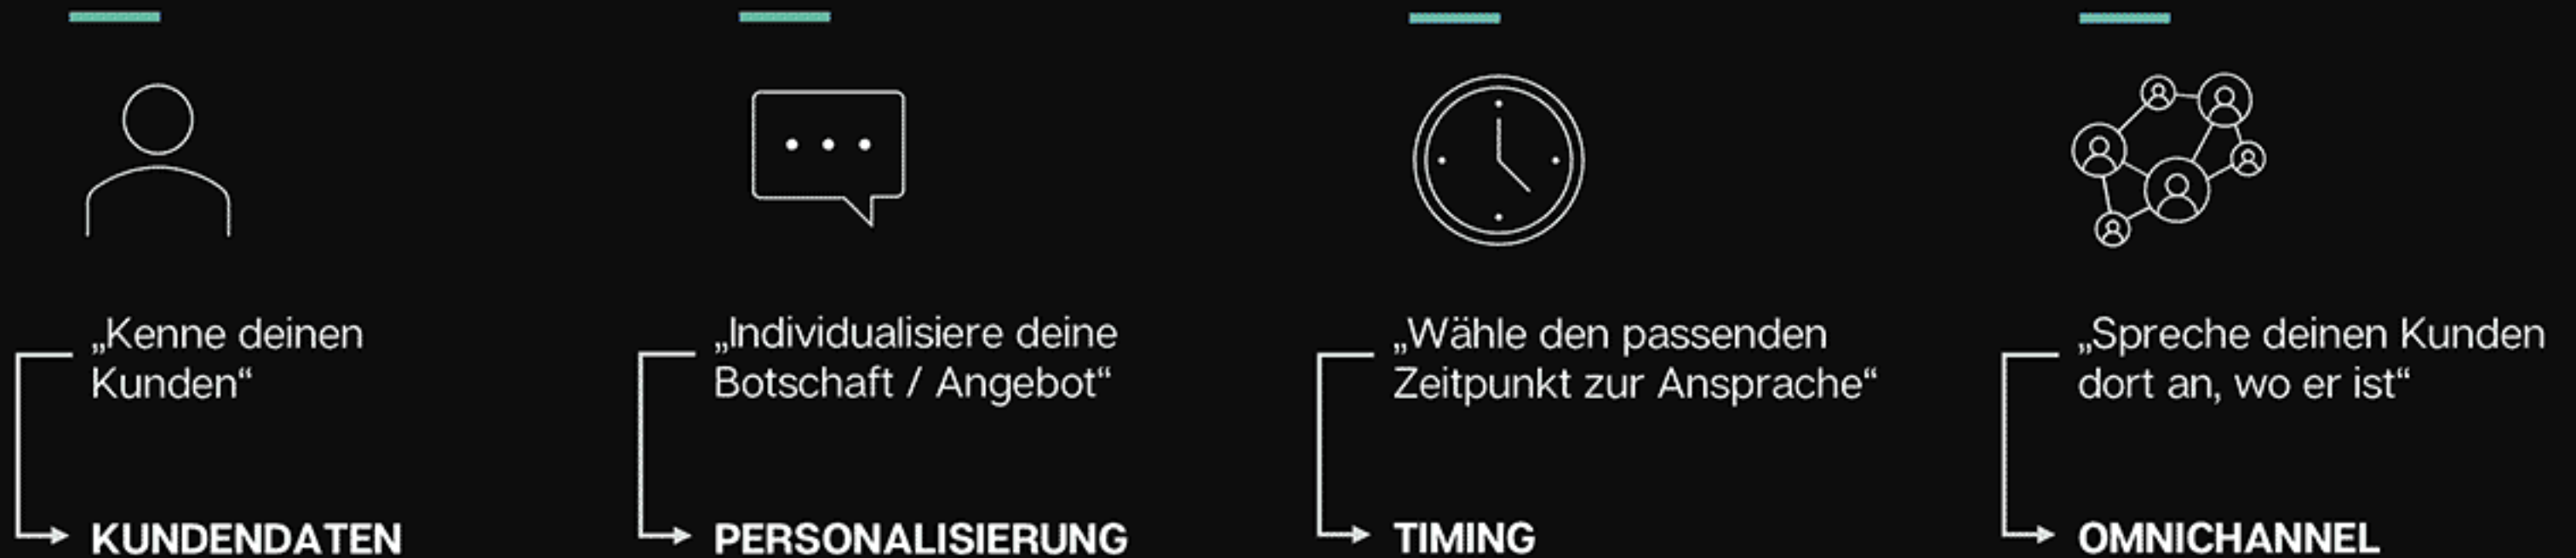 „Kenne deinen
Kunden“
KUNDENDATEN
„Individualisiere deine
Botschaft / Angebot“
PERSONALISIERUNG
„Wähle den passenden
Zeitpunkt zur Ansprache“
TIMING
„Spreche deinen Kunden
dort an, wo er ist“
OMNICHANNEL